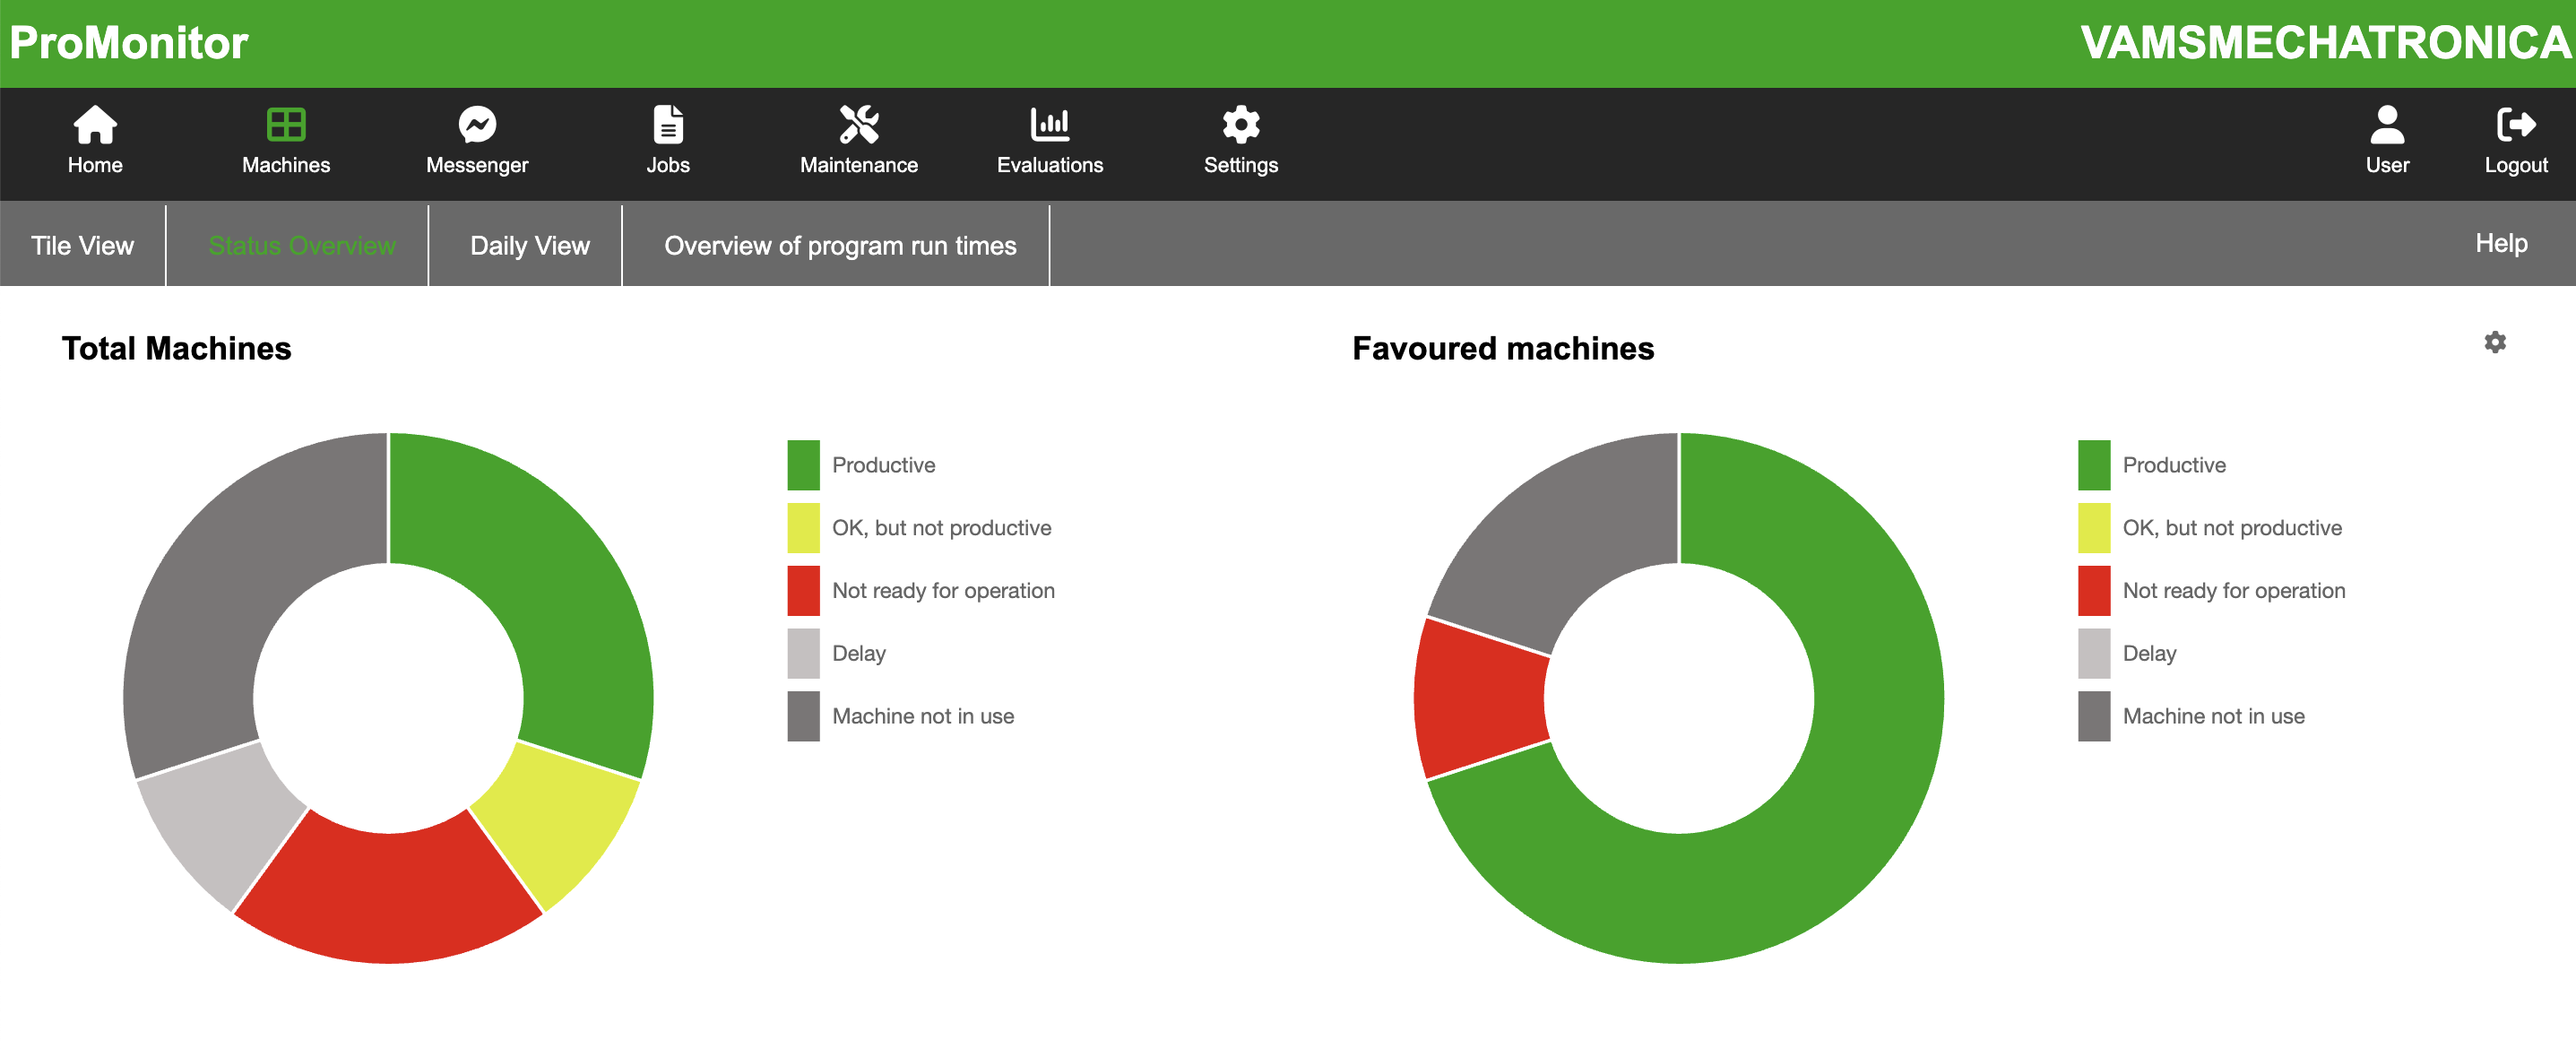 ProMonitor
VAMSMECHATRONICA
Home
Machines
Messenger
Jobs
Maintenance
Evaluations
Settings
User
Logout
Tile View
Status Overview
Daily View
Overview of program run times
Help
Total Machines
Productive
OK, but not productive
Not ready for operation
Delay
Machine not in use
Favoured machines
Productive
OK, but not productive
Not ready for operation
Delay
Machine not in use